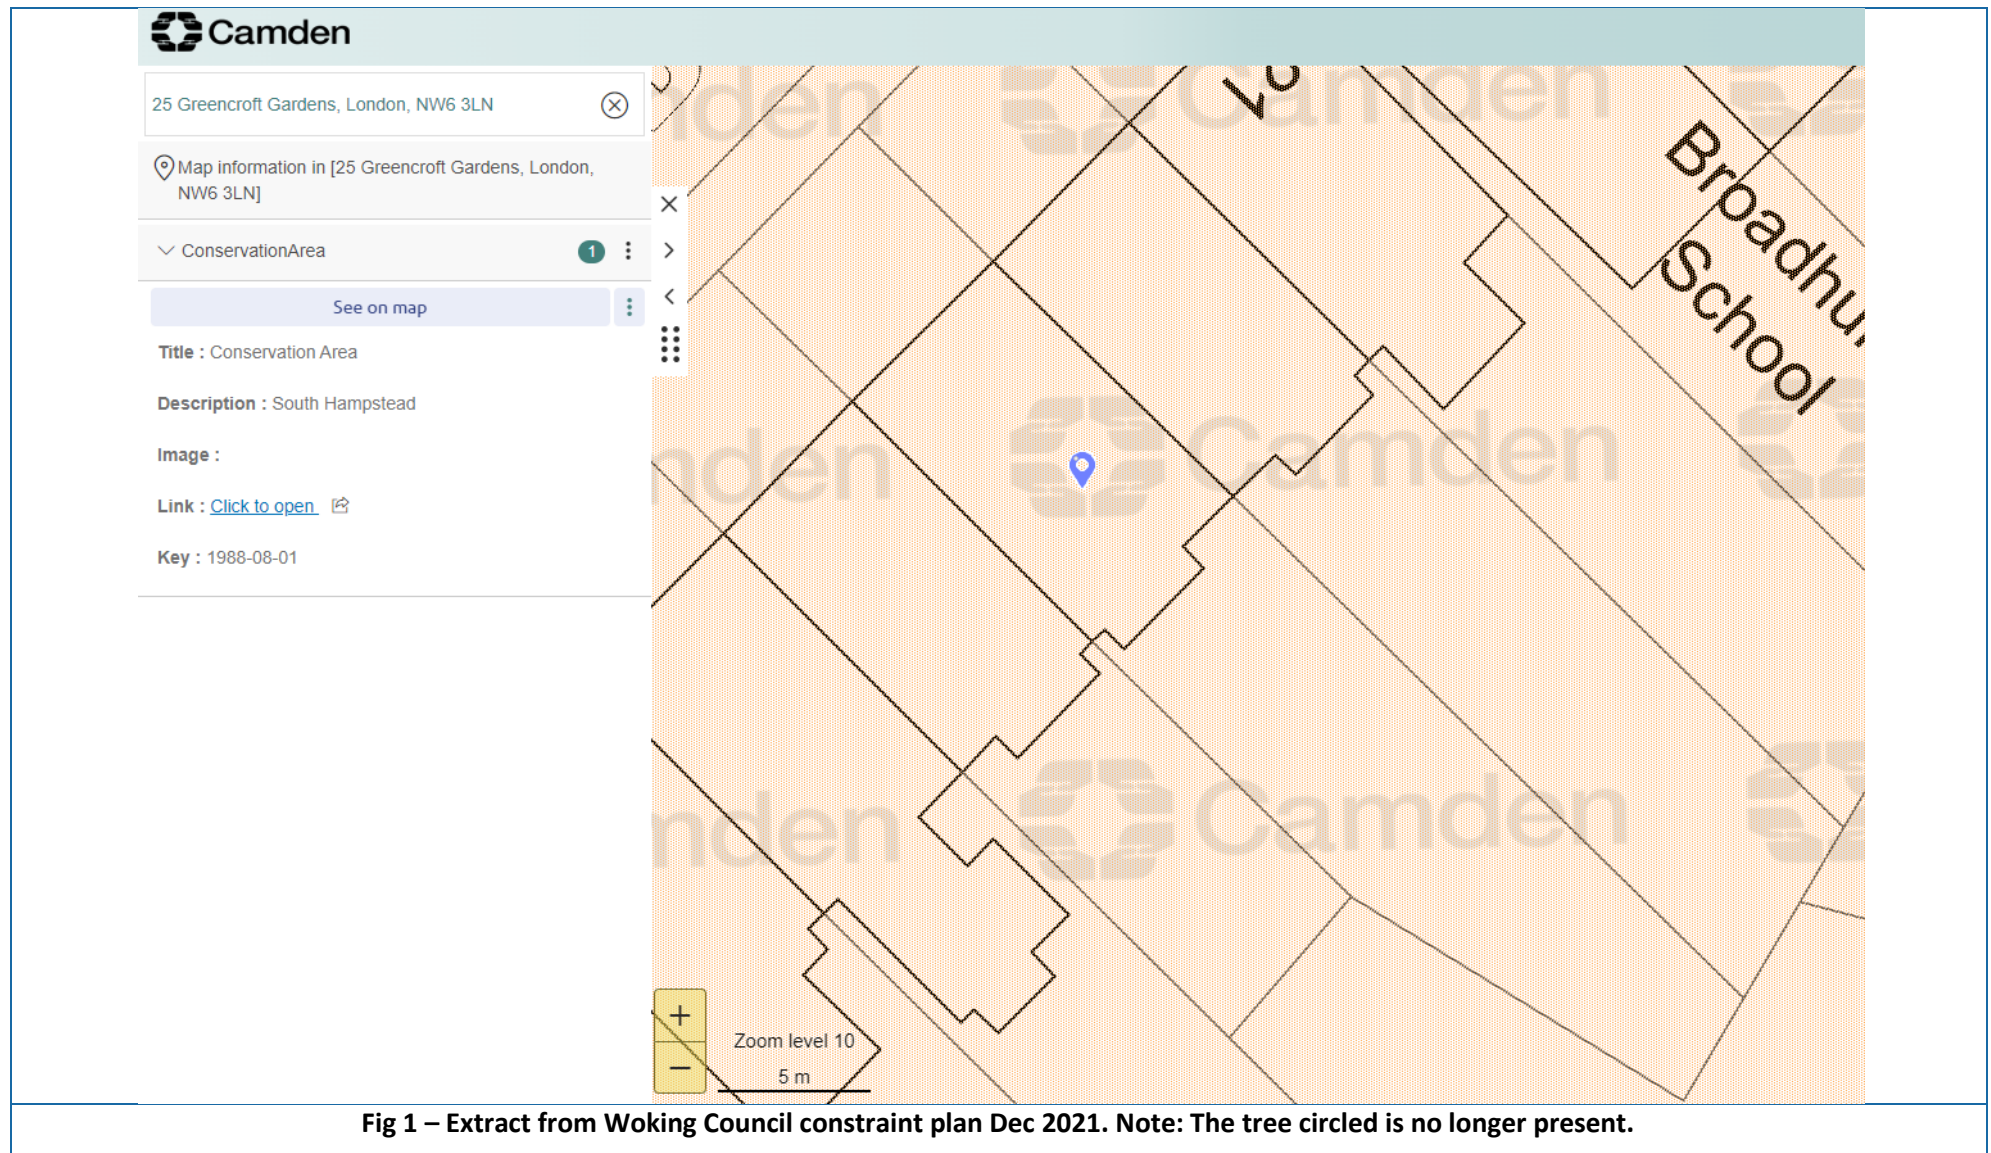 Camden
25 Greencroft Gardens, London, NW6 3LN
Map information in [25 Greencroft Gardens, London,
NW6 3LN]
ConservationArea
1
See on map
Title : Conservation Area
Description : South Hampstead
Image :
Link : Click to open
Key : 1988-08-01
Camden
Broadhu
School
Camden
Camden
Zoom level 10
5 m
Fig 1 – Extract from Woking Council constraint plan Dec 2021. Note: The tree circled is no longer present.